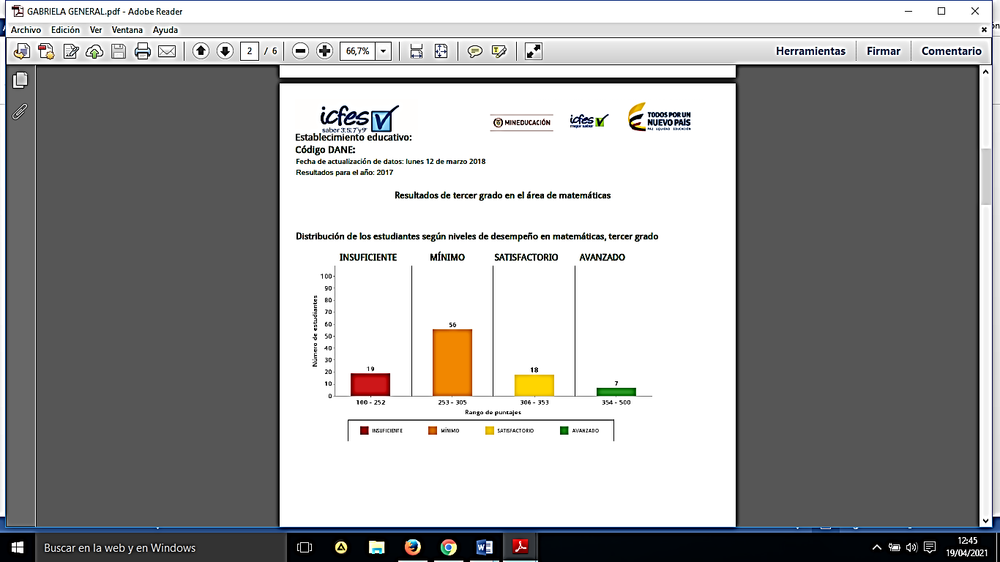 GABRIELA GENERAL.pdf - Adobe Reader
Archivo Edición Ver Ventana Ayuda
2 / 6 66,7% Herramientas Firmar Comentario
icfes
saber 3°, 5°, 7° y 9°
MINEDUCACIÓN
icfes
mejor saber
TODOS POR UN
NUEVO PAÍS
PAZ EQUIDAD EDUCACIÓN
Establecimiento educativo:
Código DANE:
Fecha de actualización de datos: lunes 12 de marzo 2018
Resultados para el año: 2017
Resultados de tercer grado en el área de matemáticas
Distribución de los estudiantes según niveles de desempeño en matemáticas, tercer grado
INSUFICIENTE MÍNIMO SATISFACTORIO AVANZADO
Número de estudiantes
100
90
80
70
60
50
40
30
20
10
0
19
56
18
7
100 - 252 253 - 305 306 - 353 354 - 500
Rango de puntajes
INSUFICIENTE MÍNIMO SATISFACTORIO AVANZADO
Buscar en la web y en Windows
12:45
19/04/2021